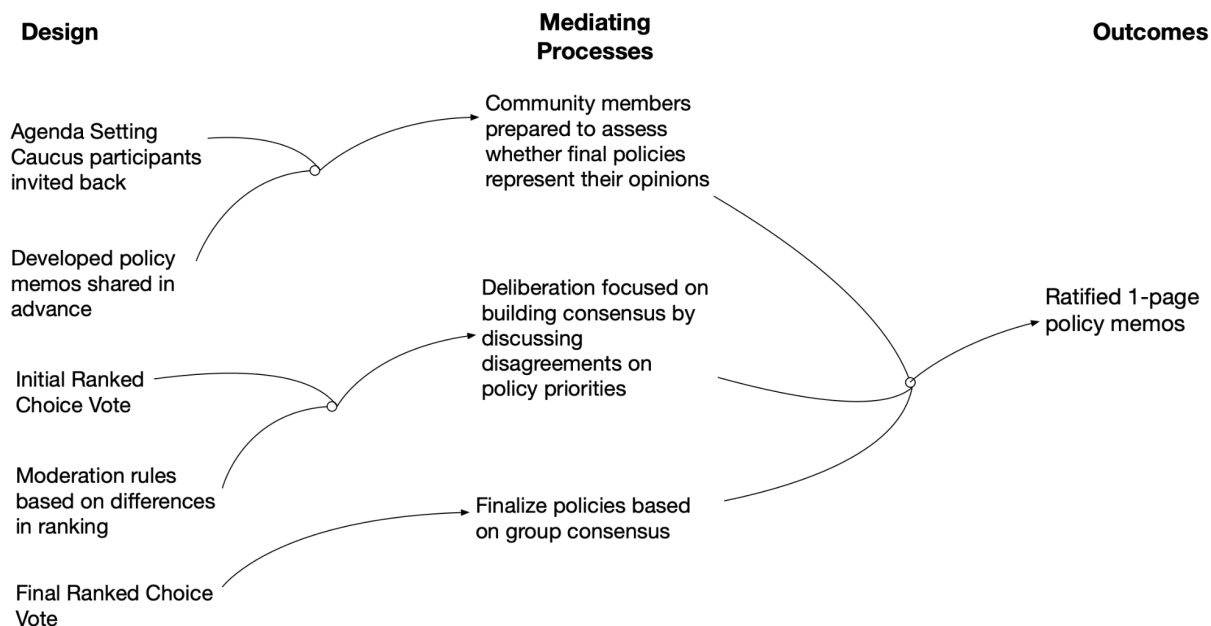 Design
Mediating
Processes
Outcomes
Agenda Setting
Caucus participants
invited back
Developed policy
memos shared in
advance
Initial Ranked
Choice Vote
Moderation rules
based on differences
in ranking
Final Ranked Choice
Vote
Community members
prepared to assess
whether final policies
represent their opinions
Deliberation focused on
building consensus by
discussing
disagreements on
policy priorities
Finalize policies based
on group consensus
Ratified 1-page
policy memos